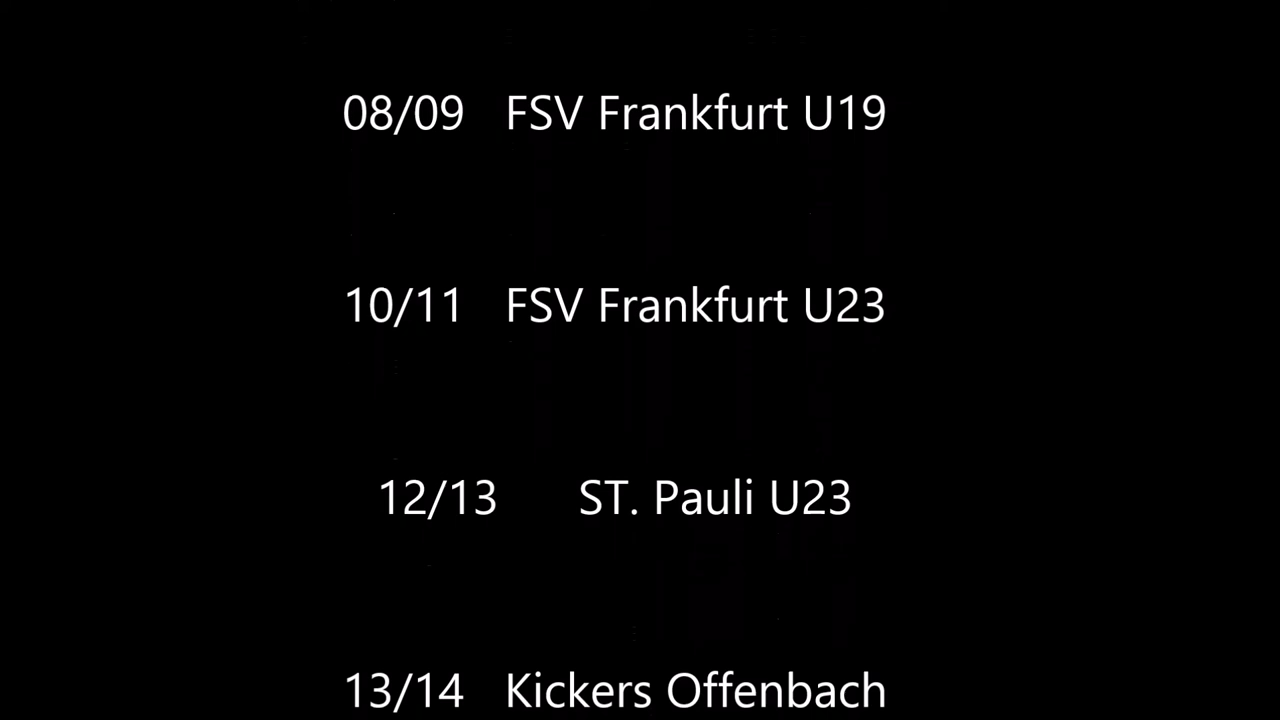 08/09 FSV Frankfurt U19
10/11 FSV Frankfurt U23
12/13 ST. Pauli U23
13/14 Kickers Offenbach